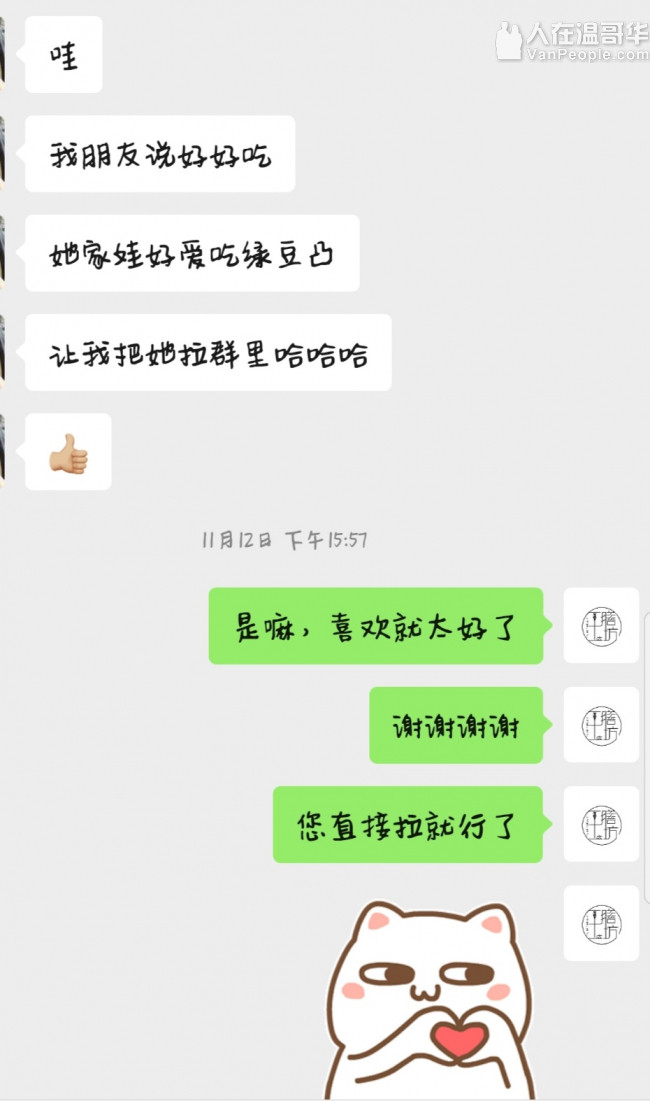 人在温哥华
VanPeople.com
哇
我朋友说好好吃
她家娃好爱吃绿豆凸
让我把她拉群里哈哈哈
11月12日 下午15:57
是嘛，喜欢就太好了
谢谢谢谢
您直接拉就行了